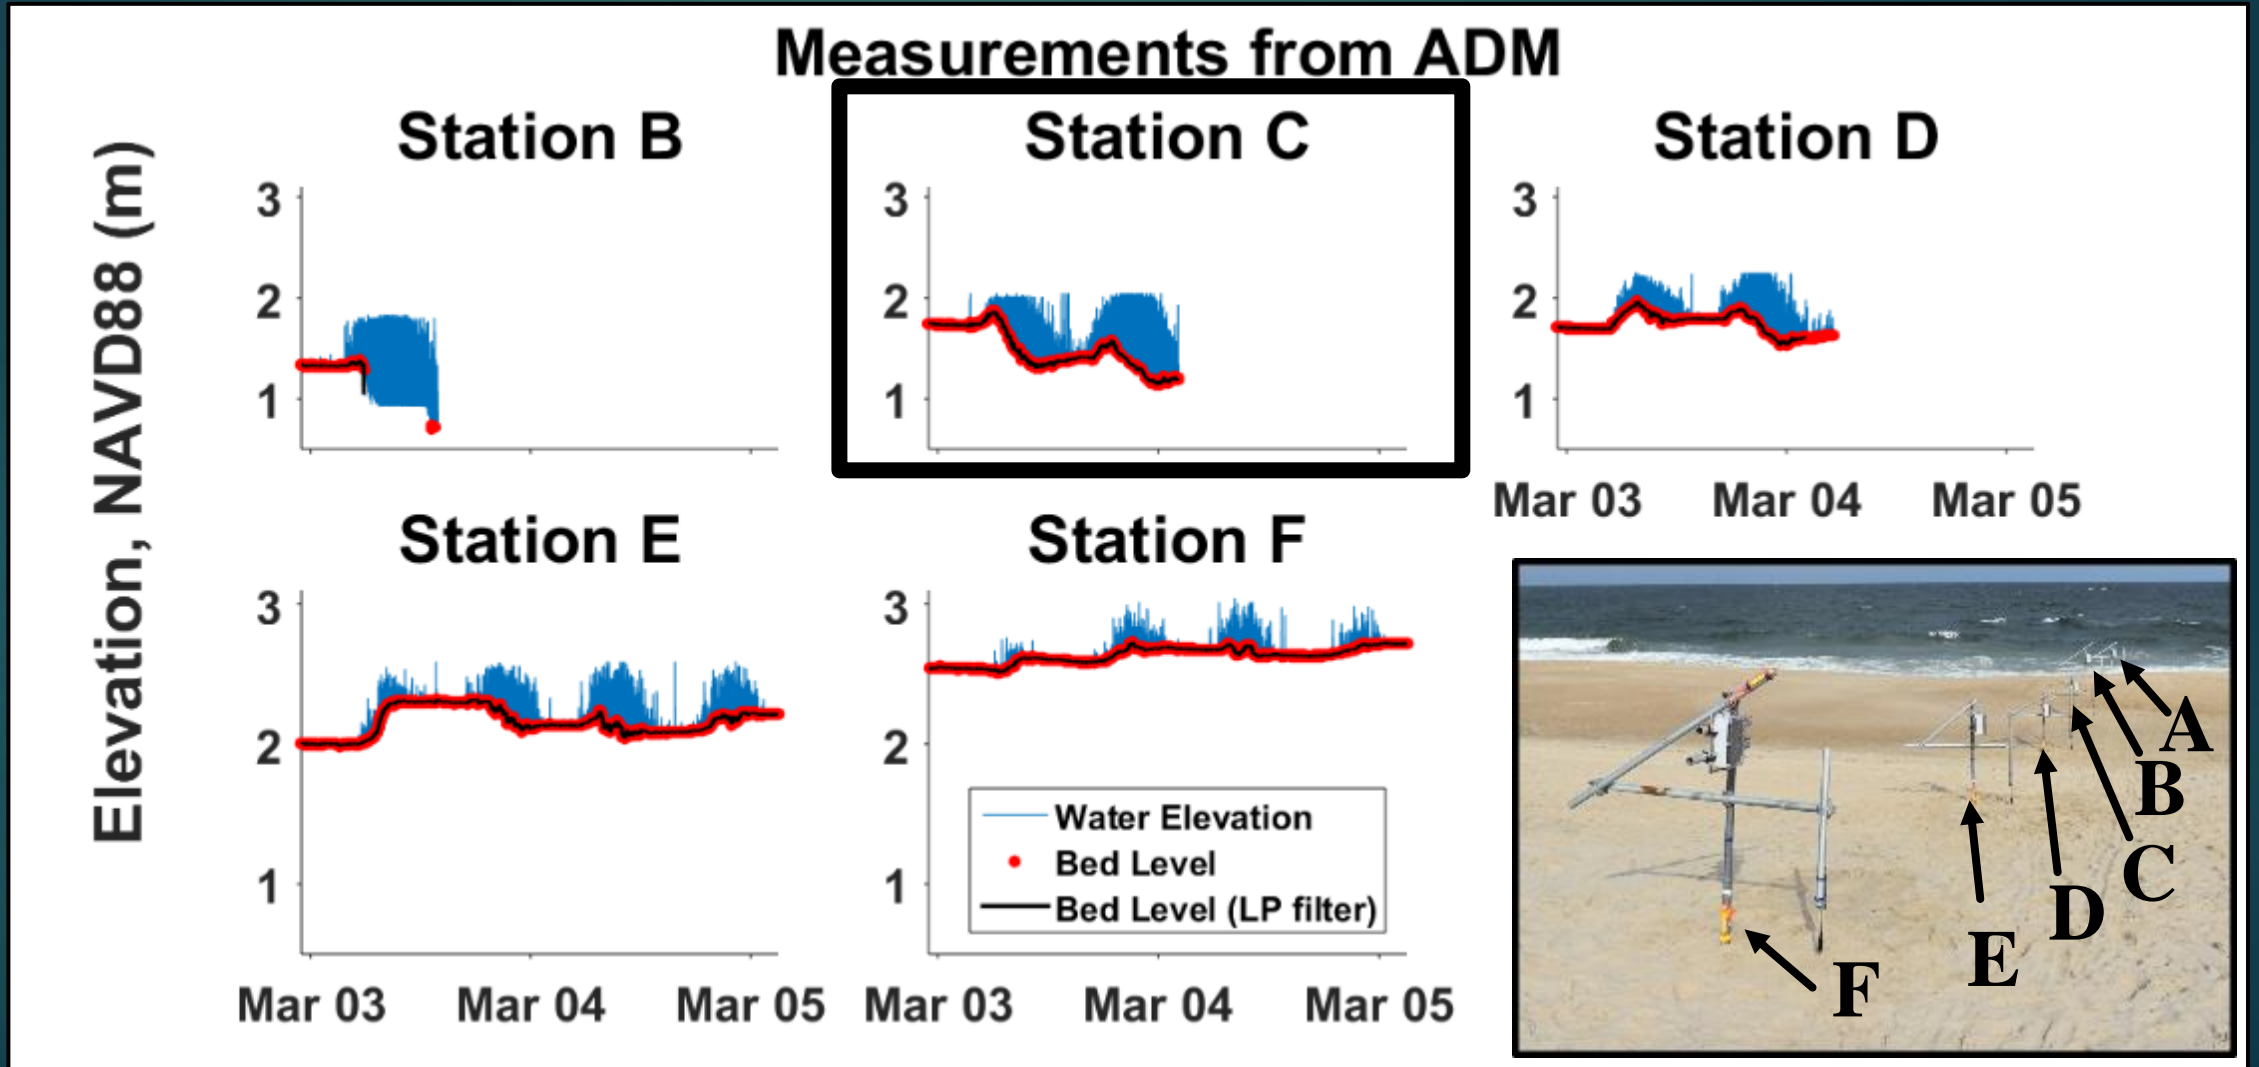 Measurements from ADM
Elevation, NAVD88 (m)
Station B
3
2
1
Station C
3
2
1
Station D
3
2
1
Mar 03 Mar 04 Mar 05
Station E
3
2
1
Mar 03 Mar 04 Mar 05
Station F
3
2
1
Water Elevation
Bed Level
Bed Level (LP filter)
Mar 03 Mar 04 Mar 05
A
B
C
D
E
F